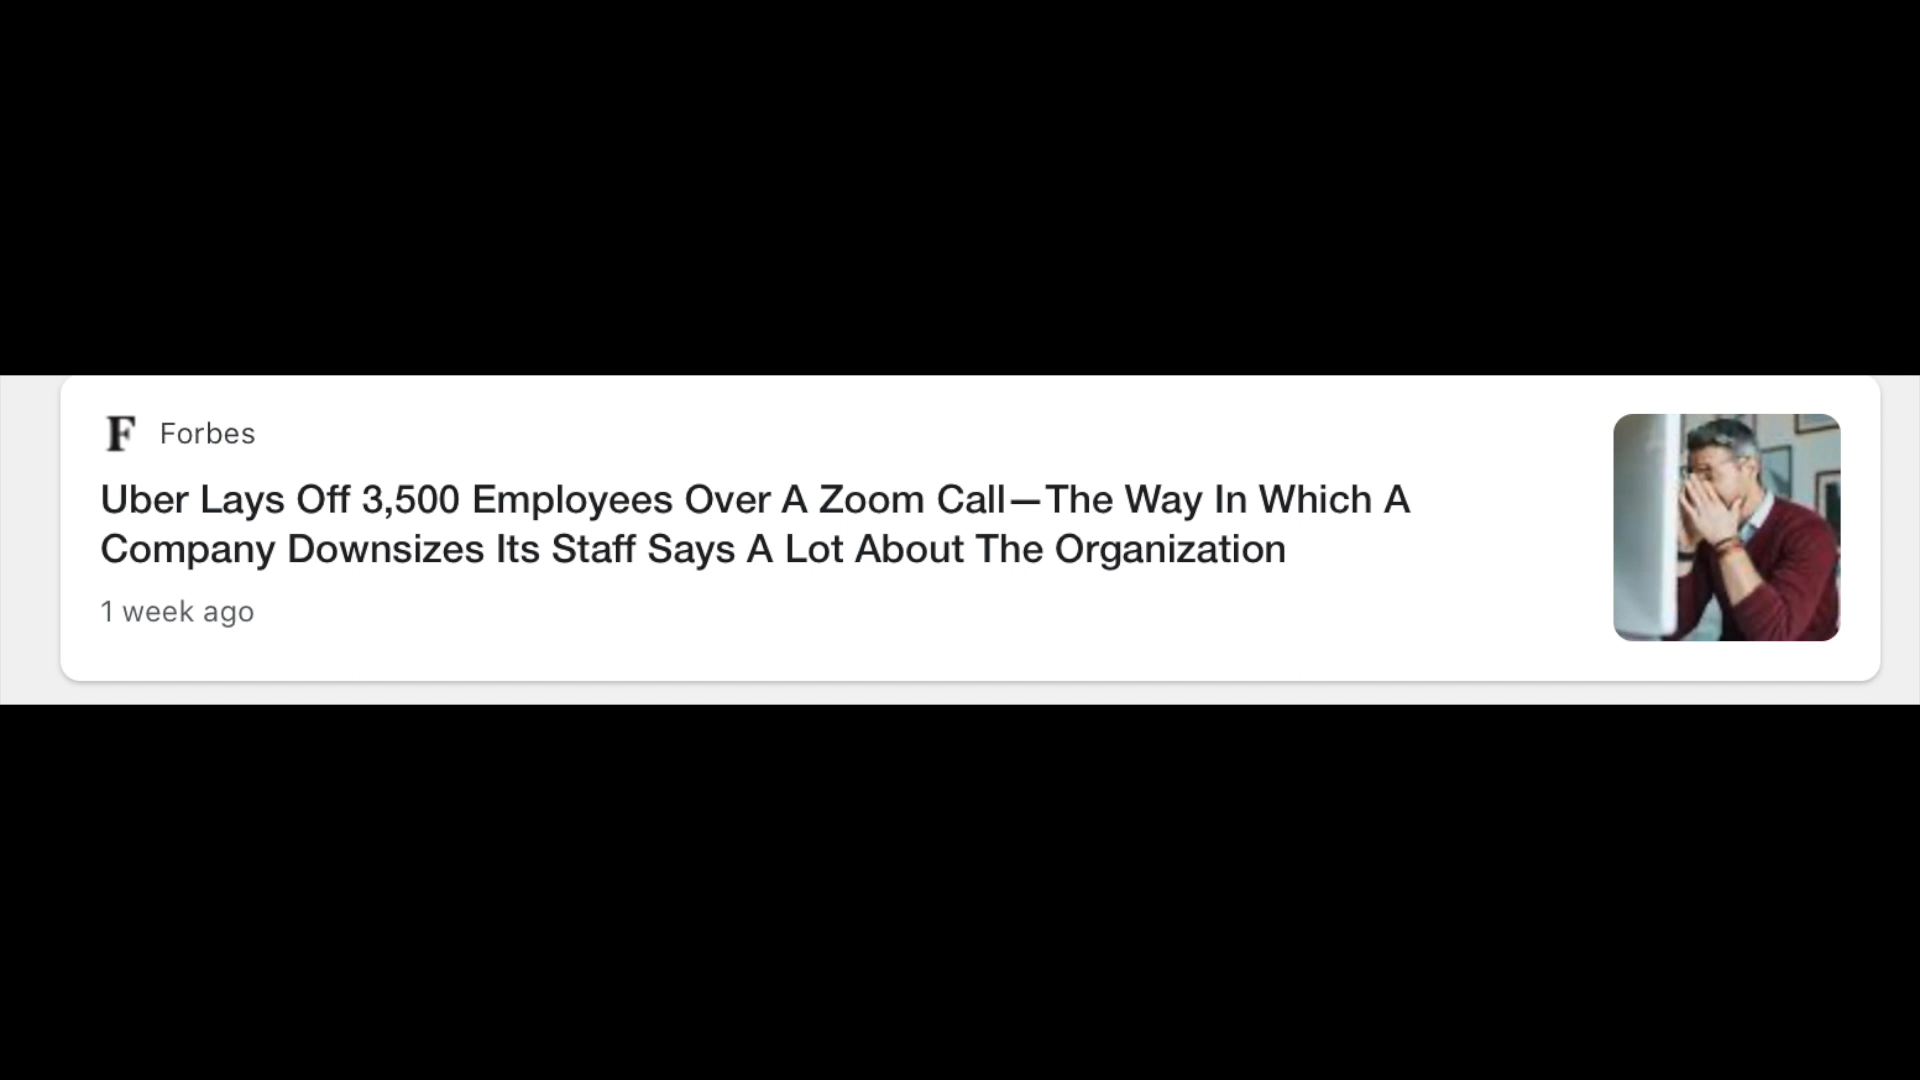 F Forbes
Uber Lays Off 3,500 Employees Over A Zoom Call—The Way In Which A
Company Downsizes Its Staff Says A Lot About The Organization
1 week ago